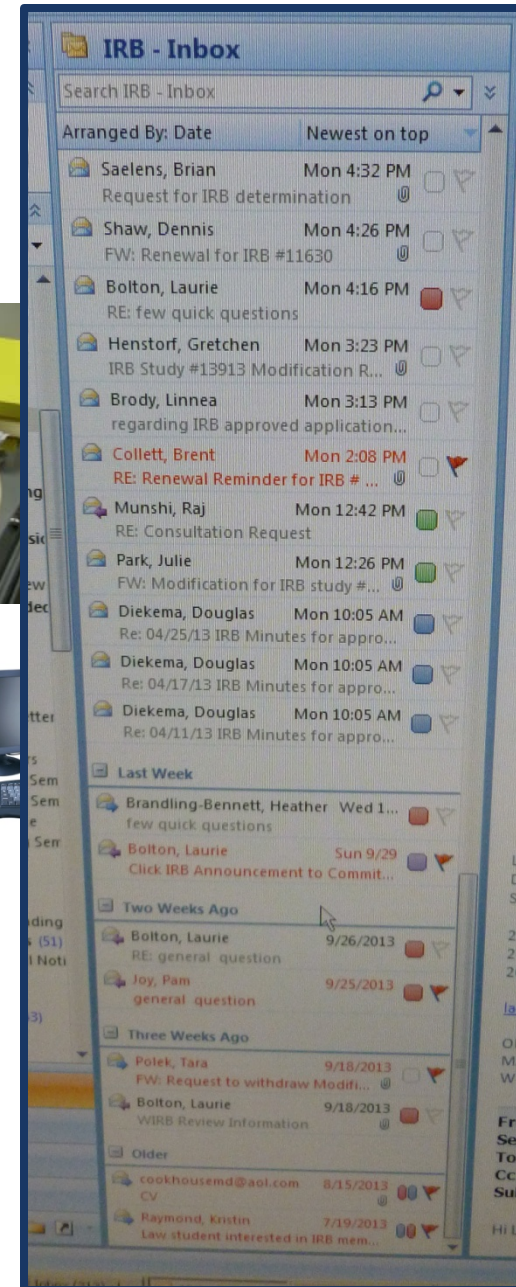 IRB - Inbox
Search IRB - Inbox
Arranged By: Date Newest on top
Saelens, Brian Mon 4:32 PM
Request for IRB determination
Shaw, Dennis Mon 4:26 PM
FW: Renewal for IRB #11630
Bolton, Laurie Mon 4:16 PM
RE: few quick questions
Henstorf, Gretchen Mon 3:23 PM
IRB Study #13913 Modification R...
Brody, Linnea Mon 3:13 PM
regarding IRB approved application...
Collett, Brent Mon 2:08 PM
RE: Renewal Reminder for IRB # ...
Munshi, Raj Mon 12:42 PM
RE: Consultation Request
Park, Julie Mon 12:26 PM
FW: Modification for IRB study #...
Diekema, Douglas Mon 10:05 AM
Re: 04/25/13 IRB Minutes for appro...
Diekema, Douglas Mon 10:05 AM
Re: 04/17/13 IRB Minutes for appro...
Diekema, Douglas Mon 10:05 AM
Re: 04/11/13 IRB Minutes for appro...
Last Week
Brandling-Bennett, Heather Wed 1...
few quick questions
Bolton, Laurie Sun 9/29
Click IRB Announcement to Commit...
Two Weeks Ago
Bolton, Laurie 9/26/2013
RE: general question
Joy, Pam 9/25/2013
general question
Three Weeks Ago
Polek, Tara 9/18/2013
FW: Request to withdraw Modifi...
Bolton, Laurie 9/18/2013
WIRB Review Information
Older
cookhousemd@aol.com 8/15/2013
CV
Raymond, Kristin 7/19/2013
Law student interested in IRB mem...